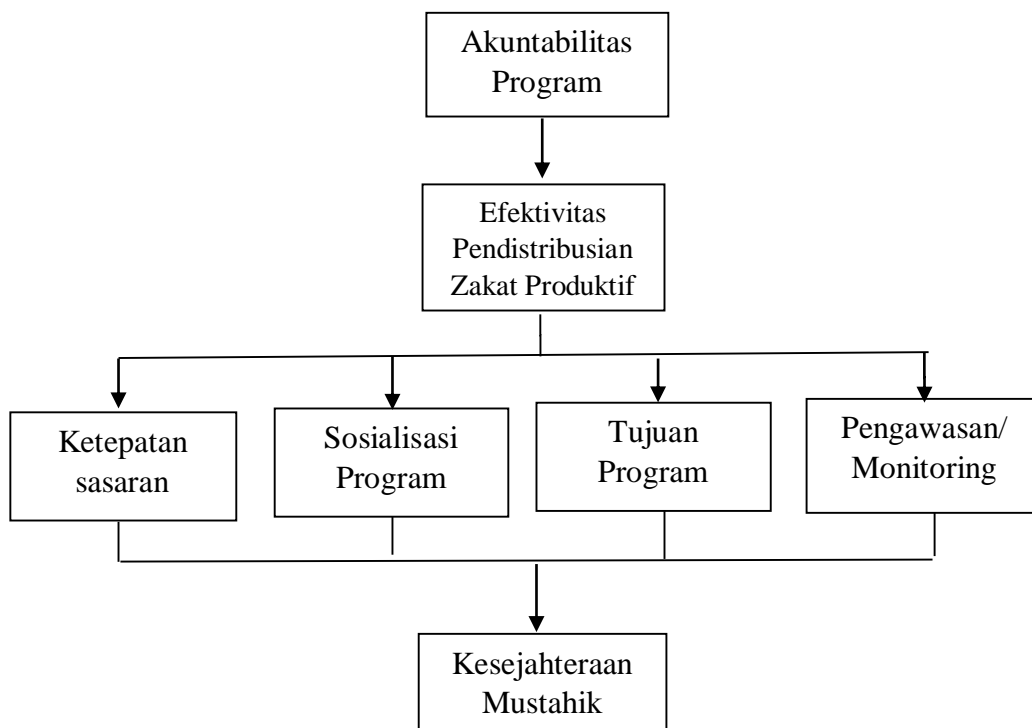 Akuntabilitas
Program
Efektivitas
Pendistribusian
Zakat Produktif
Ketepatan
sasaran
Sosialisasi
Program
Tujuan
Program
Pengawasan/
Monitoring
Kesejahteraan
Mustahik